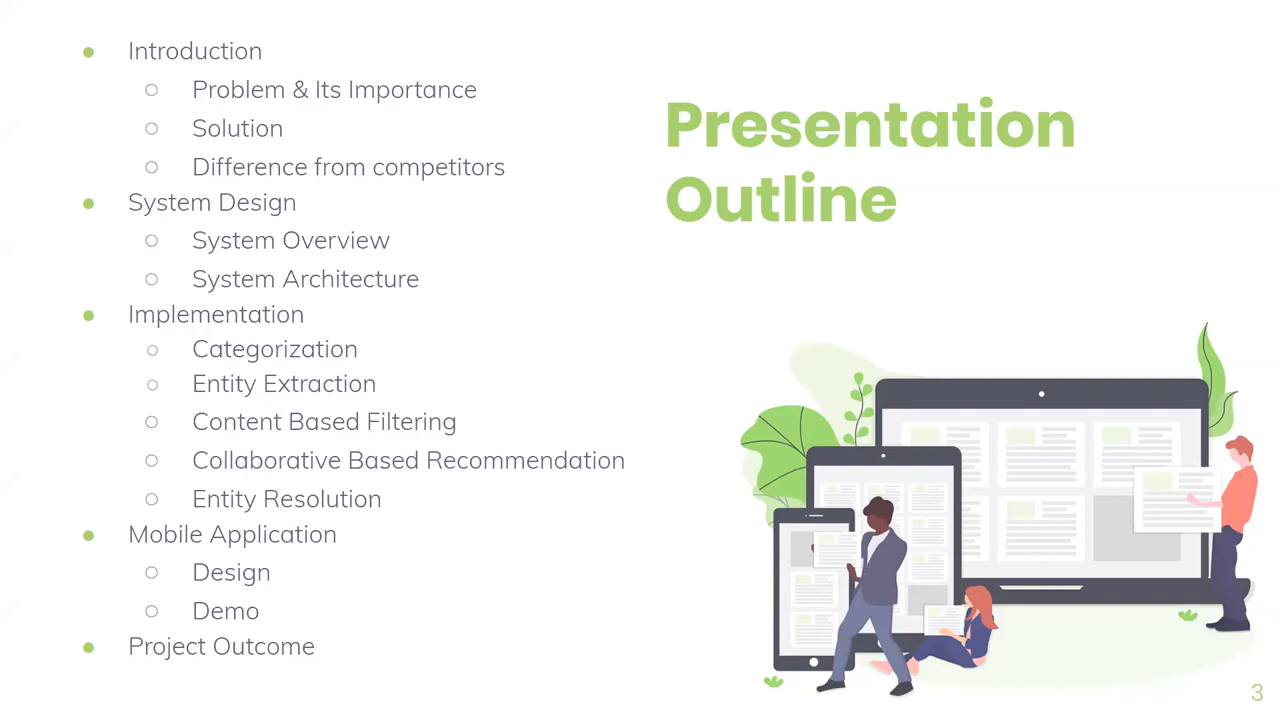 Introduction
Problem & Its Importance
Solution
Difference from competitors
System Design
System Overview
System Architecture
Implementation
Categorization
Entity Extraction
Content Based Filtering
Collaborative Based Recommendation
Entity Resolution
Mobile Application
Design
Demo
Project Outcome
Presentation
Outline
3